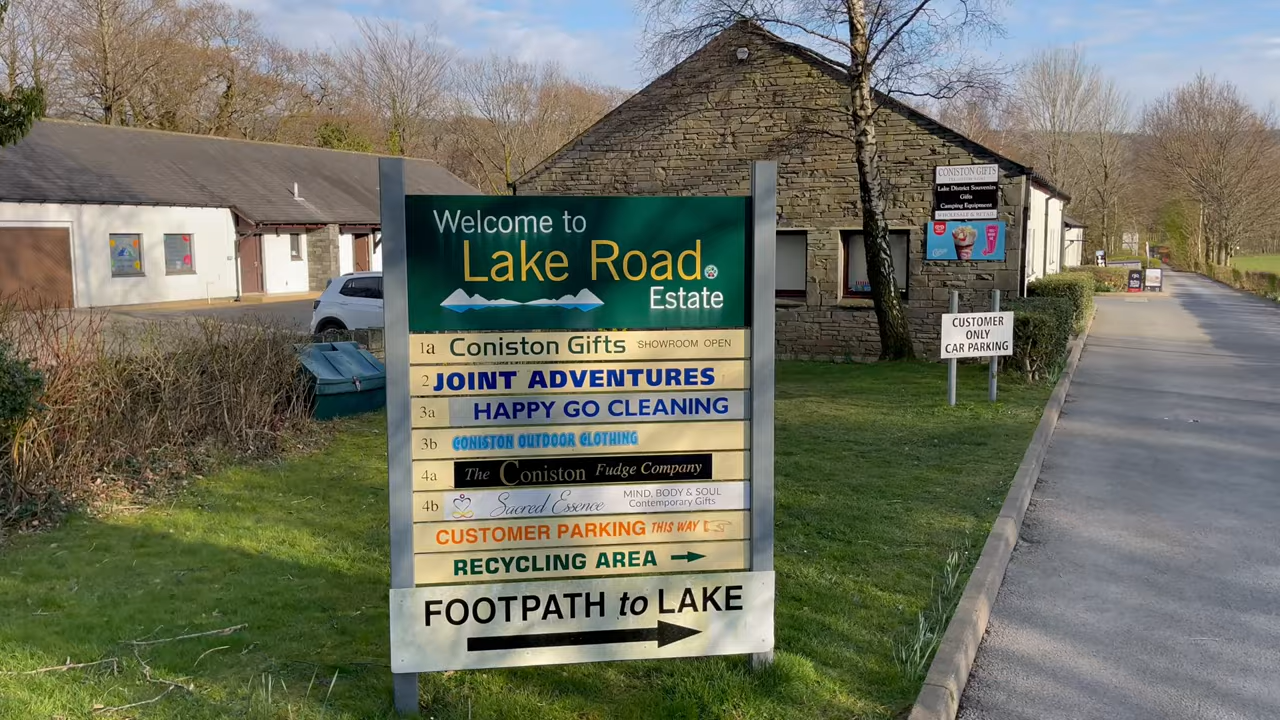 Welcome to
Lake Road
Estate
1a Coniston Gifts SHOWROOM OPEN
2 JOINT ADVENTURES
3a HAPPY GO CLEANING
3b CONISTON OUTDOOR CLOTHING
4a The Coniston Fudge Company
4b Sacred Essence MIND, BODY & SOUL
Contemporary Gifts
CUSTOMER PARKING THIS WAY
RECYCLING AREA
FOOTPATH to LAKE
CONISTON GIFTS
Lake District Souvenirs
Gifts
Camping Equipment
WHOLESALE & RETAIL
CUSTOMER
ONLY
CAR PARKING